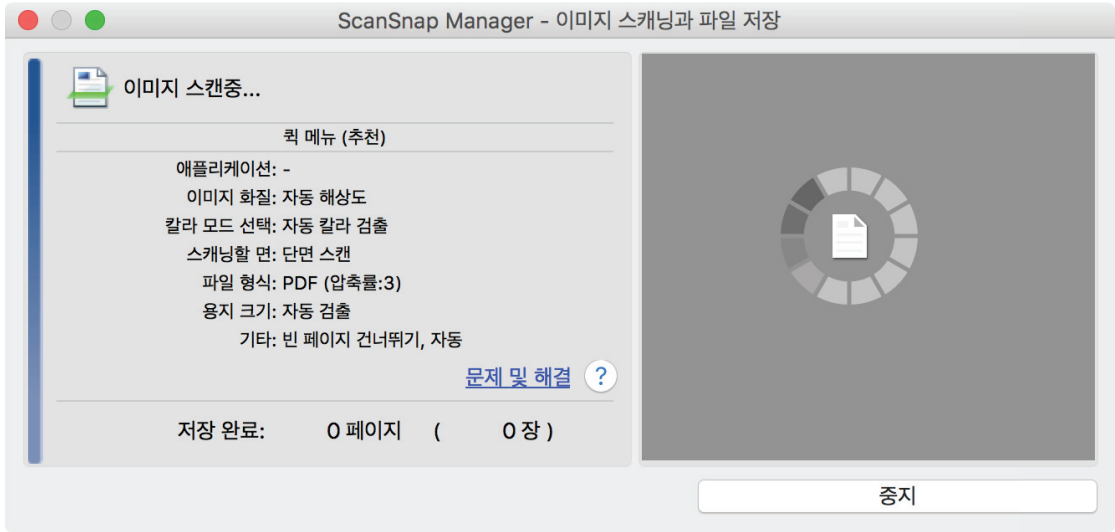 ScanSnap Manager - 이미지 스캐닝과 파일 저장
이미지 스캔중...
퀵 메뉴 (추천)
애플리케이션: -
이미지 화질: 자동 해상도
칼라 모드 선택: 자동 칼라 검출
스캐닝할 면: 단면 스캔
파일 형식: PDF (압축률:3)
용지 크기: 자동 검출
기타: 빈 페이지 건너뛰기, 자동
문제 및 해결 ?
저장 완료: 0 페이지 ( 0 장 )
중지